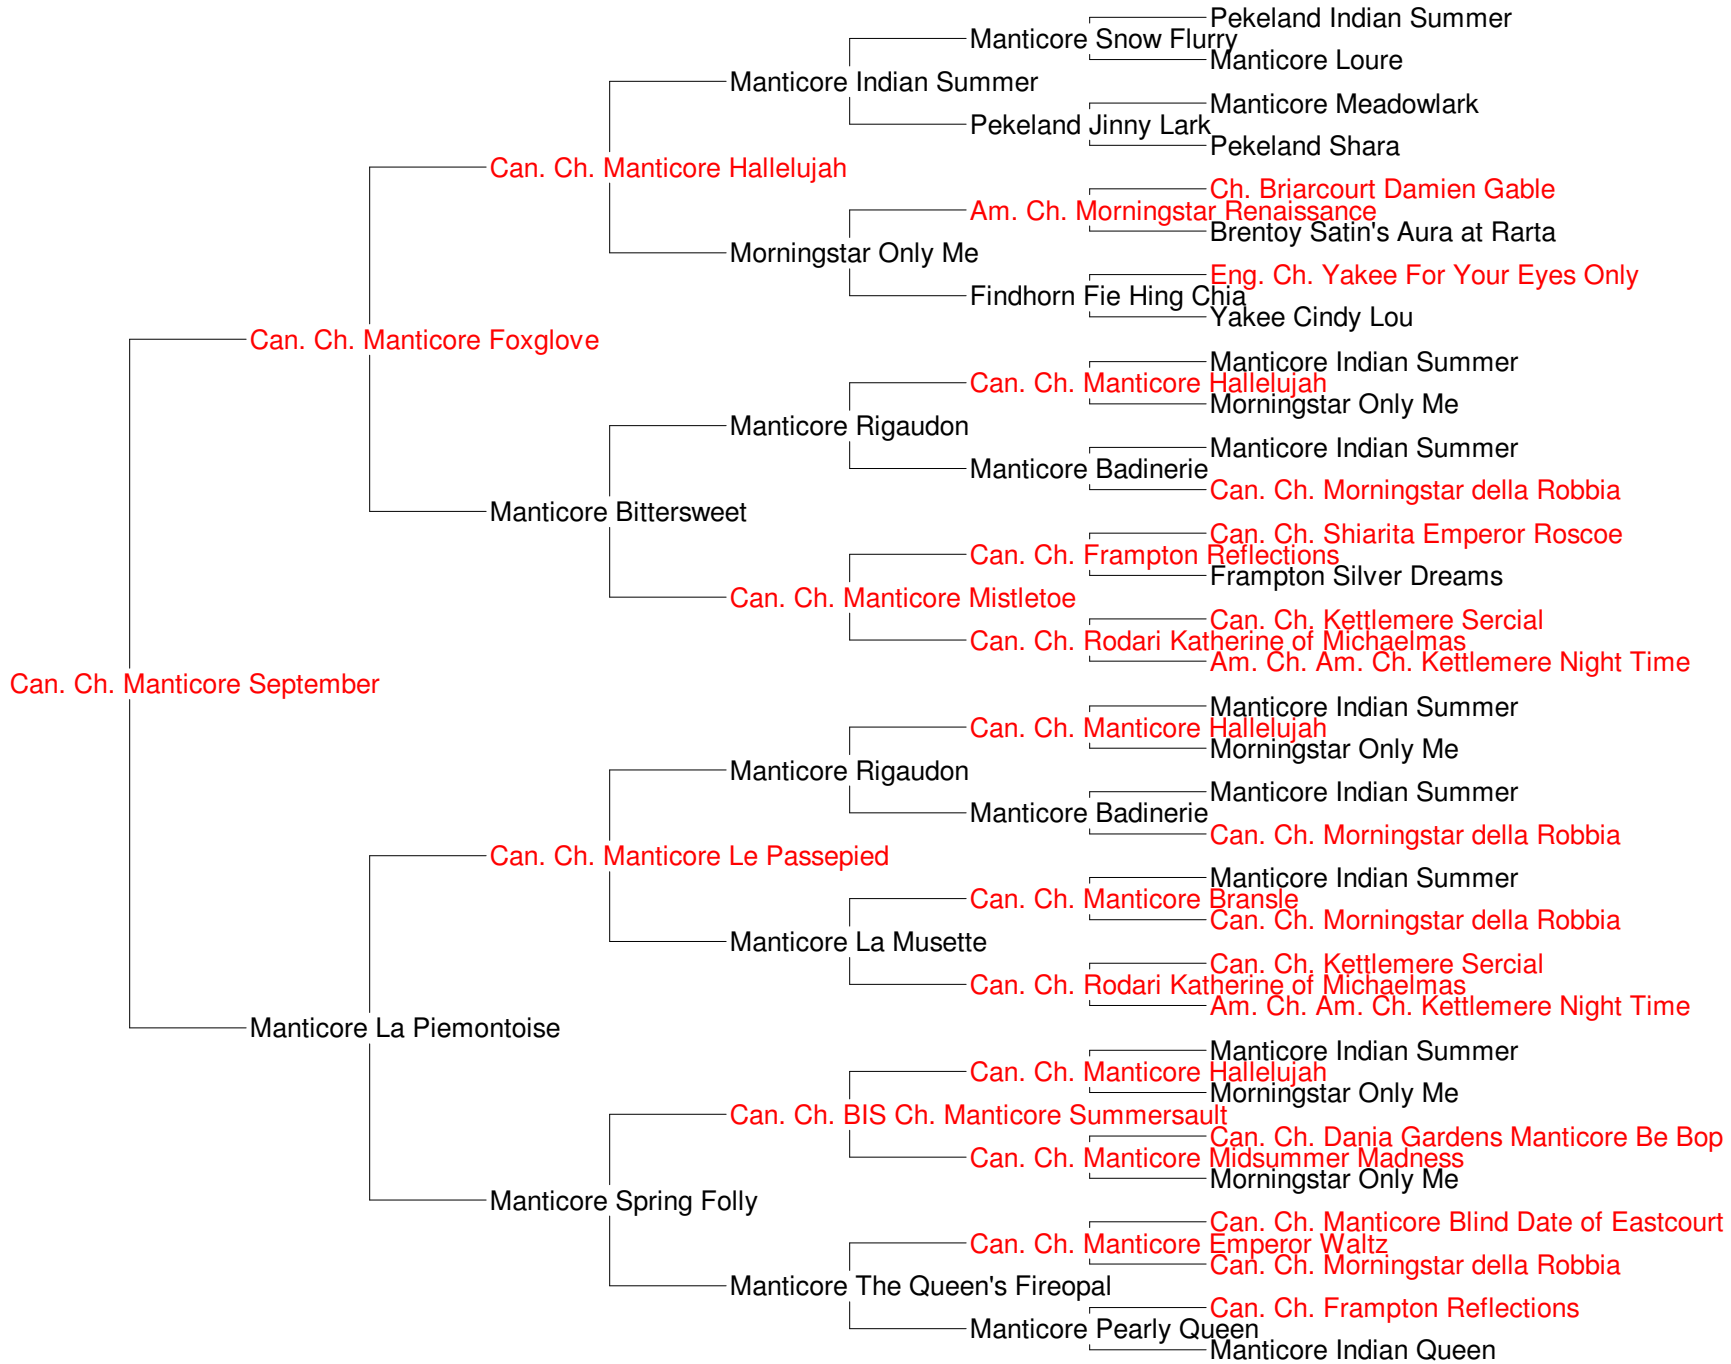 Pekeland Indian Summer
Manticore Snow Flurry
Manticore Loure
Manticore Indian Summer
Manticore Meadowlark
Pekeland Jinny Lark
Pekeland Shara
Can. Ch. Manticore Hallelujah
Ch. Briarcourt Damien Gable
Am. Ch. Morningstar Renaissance
Brentoy Satin's Aura at Rarta
Morningstar Only Me
Eng. Ch. Yakee For Your Eyes Only
Findhorn Fie Hing Chia
Yakee Cindy Lou
Can. Ch. Manticore Foxglove
Manticore Indian Summer
Can. Ch. Manticore Hallelujah
Morningstar Only Me
Manticore Rigaudon
Manticore Indian Summer
Manticore Badinerie
Can. Ch. Morningstar della Robbia
Manticore Bittersweet
Can. Ch. Shiarita Emperor Roscoe
Can. Ch. Frampton Reflections
Frampton Silver Dreams
Can. Ch. Manticore Mistletoe
Can. Ch. Kettlemere Sercial
Can. Ch. Rodari Katherine of Michaelmas
Am. Ch. Am. Ch. Kettlemere Night Time
Can. Ch. Manticore September
Manticore Indian Summer
Can. Ch. Manticore Hallelujah
Morningstar Only Me
Manticore Rigaudon
Manticore Indian Summer
Manticore Badinerie
Can. Ch. Morningstar della Robbia
Can. Ch. Manticore Le Passepied
Manticore Indian Summer
Can. Ch. Manticore Bransle
Can. Ch. Morningstar della Robbia
Manticore La Musette
Can. Ch. Kettlemere Sercial
Can. Ch. Rodari Katherine of Michaelmas
Am. Ch. Am. Ch. Kettlemere Night Time
Manticore La Piemontoise
Manticore Indian Summer
Can. Ch. Manticore Hallelujah
Morningstar Only Me
Can. Ch. BIS Ch. Manticore Summersault
Can. Ch. Dania Gardens Manticore Be Bop
Can. Ch. Manticore Midsummer Madness
Morningstar Only Me
Manticore Spring Folly
Can. Ch. Manticore Blind Date of Eastcourt
Can. Ch. Manticore Emperor Waltz
Can. Ch. Morningstar della Robbia
Manticore The Queen's Fireopal
Can. Ch. Frampton Reflections
Manticore Pearly Queen
Manticore Indian Queen